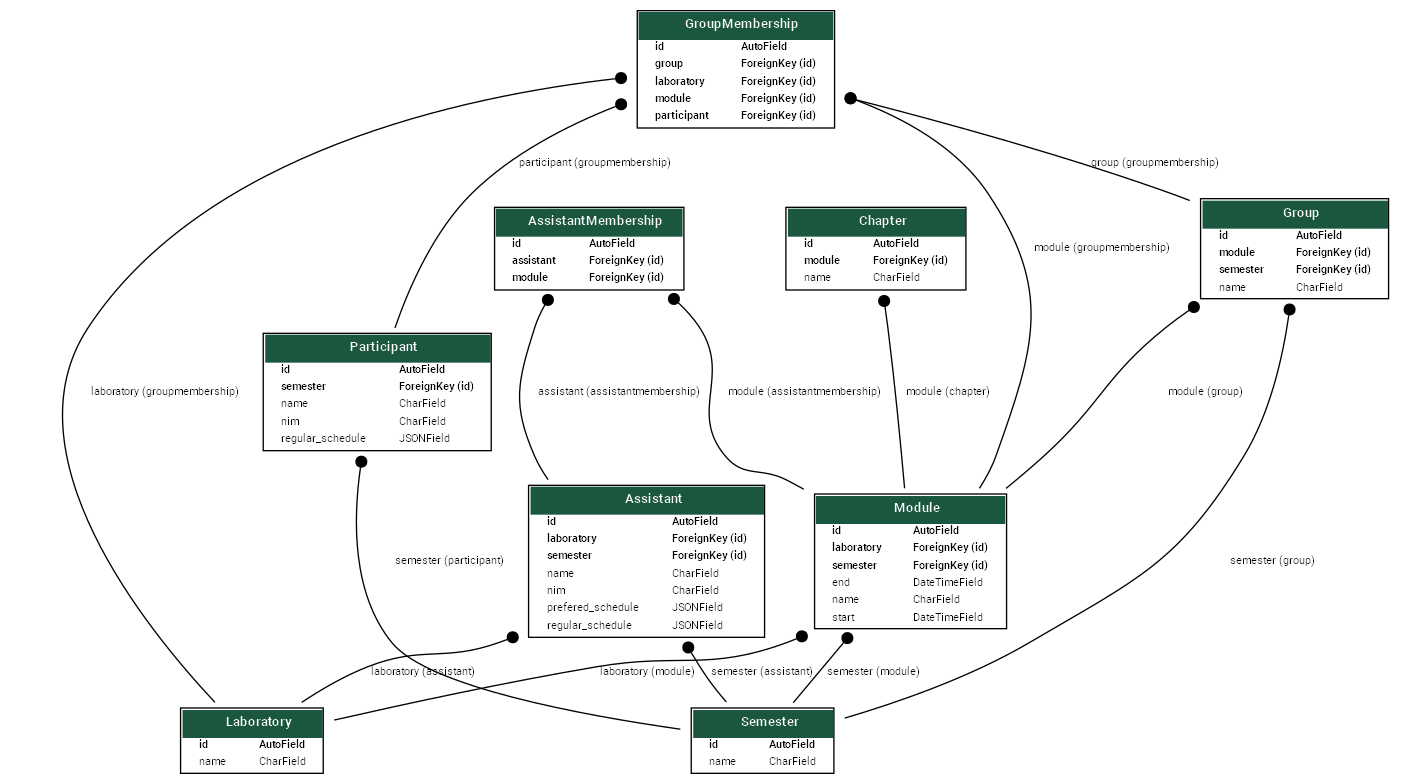 GroupMembership
id AutoField
group ForeignKey (id)
laboratory ForeignKey (id)
module ForeignKey (id)
participant ForeignKey (id)
participant (groupmembership)
group (groupmembership)
AssistantMembership
id AutoField
assistant ForeignKey (id)
module ForeignKey (id)
Chapter
id AutoField
module ForeignKey (id)
name CharField
Group
id AutoField
module ForeignKey (id)
semester ForeignKey (id)
name CharField
module (groupmembership)
Participant
id AutoField
semester ForeignKey (id)
name CharField
nim CharField
regular_schedule JSONField
laboratory (groupmembership)
assistant (assistantmembership)
module (assistantmembership)
module (chapter)
module (group)
Assistant
id AutoField
laboratory ForeignKey (id)
semester ForeignKey (id)
name CharField
nim CharField
prefered_schedule JSONField
regular_schedule JSONField
Module
id AutoField
laboratory ForeignKey (id)
semester ForeignKey (id)
end DateTimeField
name CharField
start DateTimeField
semester (participant)
semester (group)
laboratory (assistant)
laboratory (module)
semester (assistant)
semester (module)
Laboratory
id AutoField
name CharField
Semester
id AutoField
name CharField